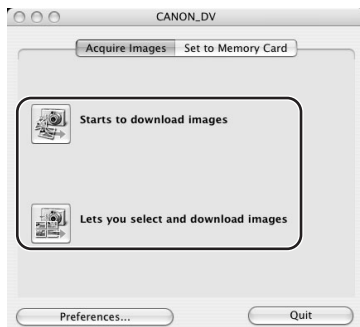 CANON_DV
Acquire Images Set to Memory Card
Starts to download images
Lets you select and download images
Preferences... Quit